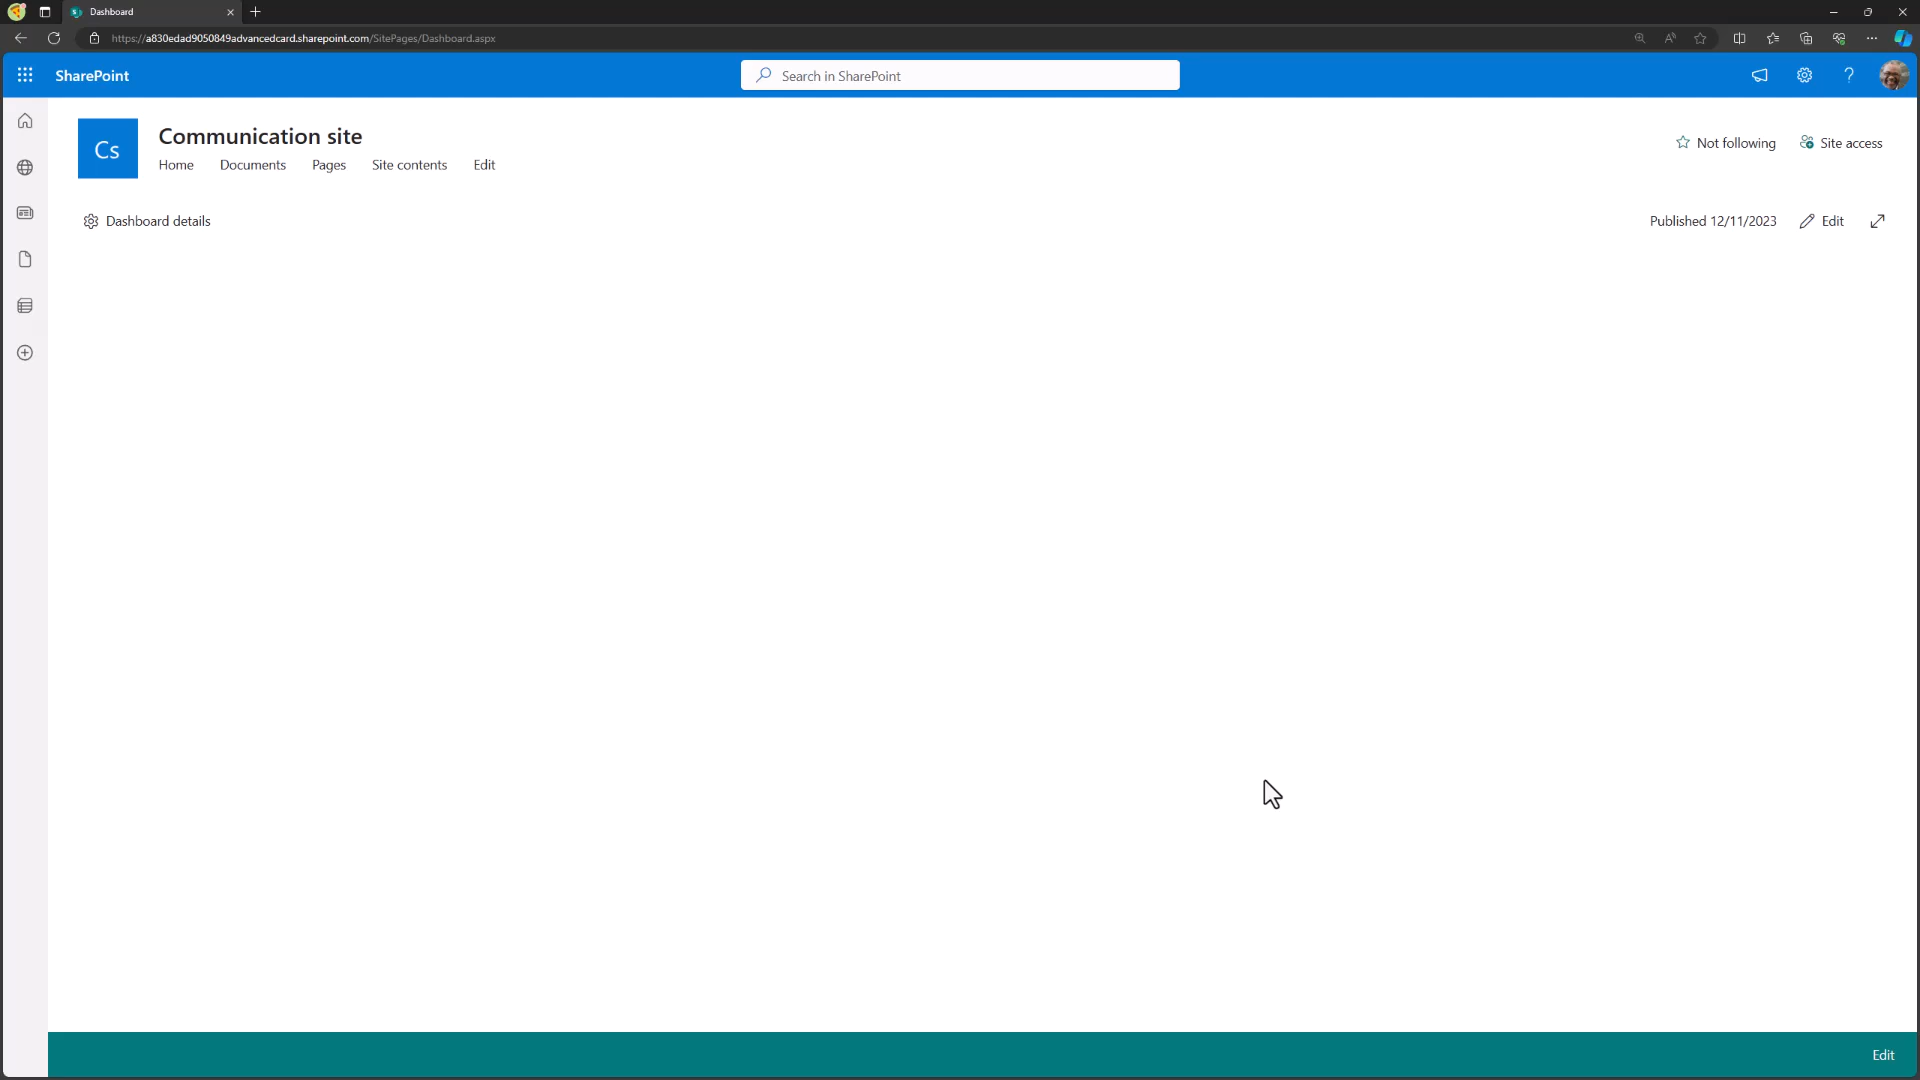 Dashboard
https://a830edad9050849advancedcard.sharepoint.com/SitePages/Dashboard.aspx
SharePoint
Search in SharePoint
Cs
Communication site
Home Documents Pages Site contents Edit
Not following Site access
Dashboard details
Published 12/11/2023 Edit
Edit